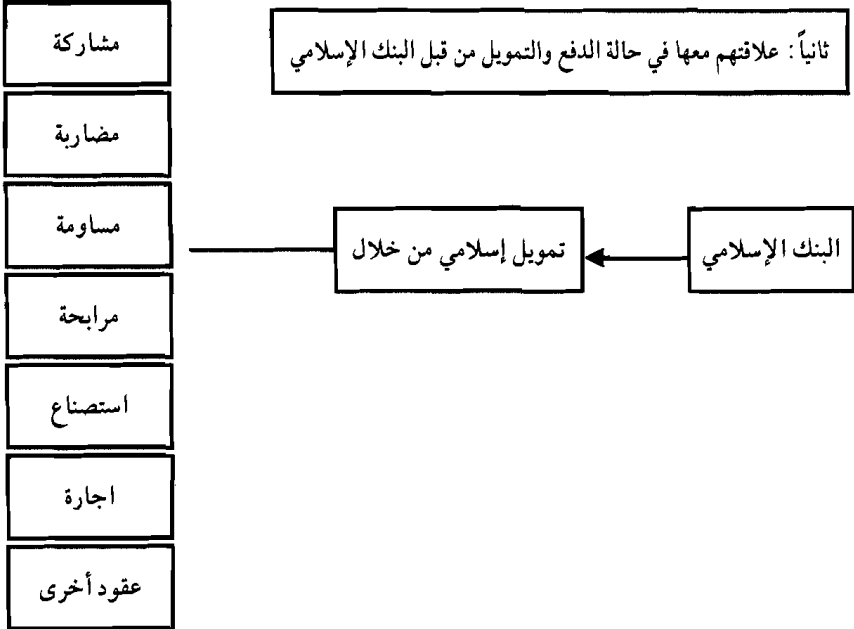 ثانياً : علاقتهم معها في حالة الدفع والتمويل من قبل البنك الإسلامي
البنك الإسلامي
تمويل إسلامي من خلال
مشاركة
مضاربة
مساومة
مرابحة
استصناع
اجارة
عقود أخرى